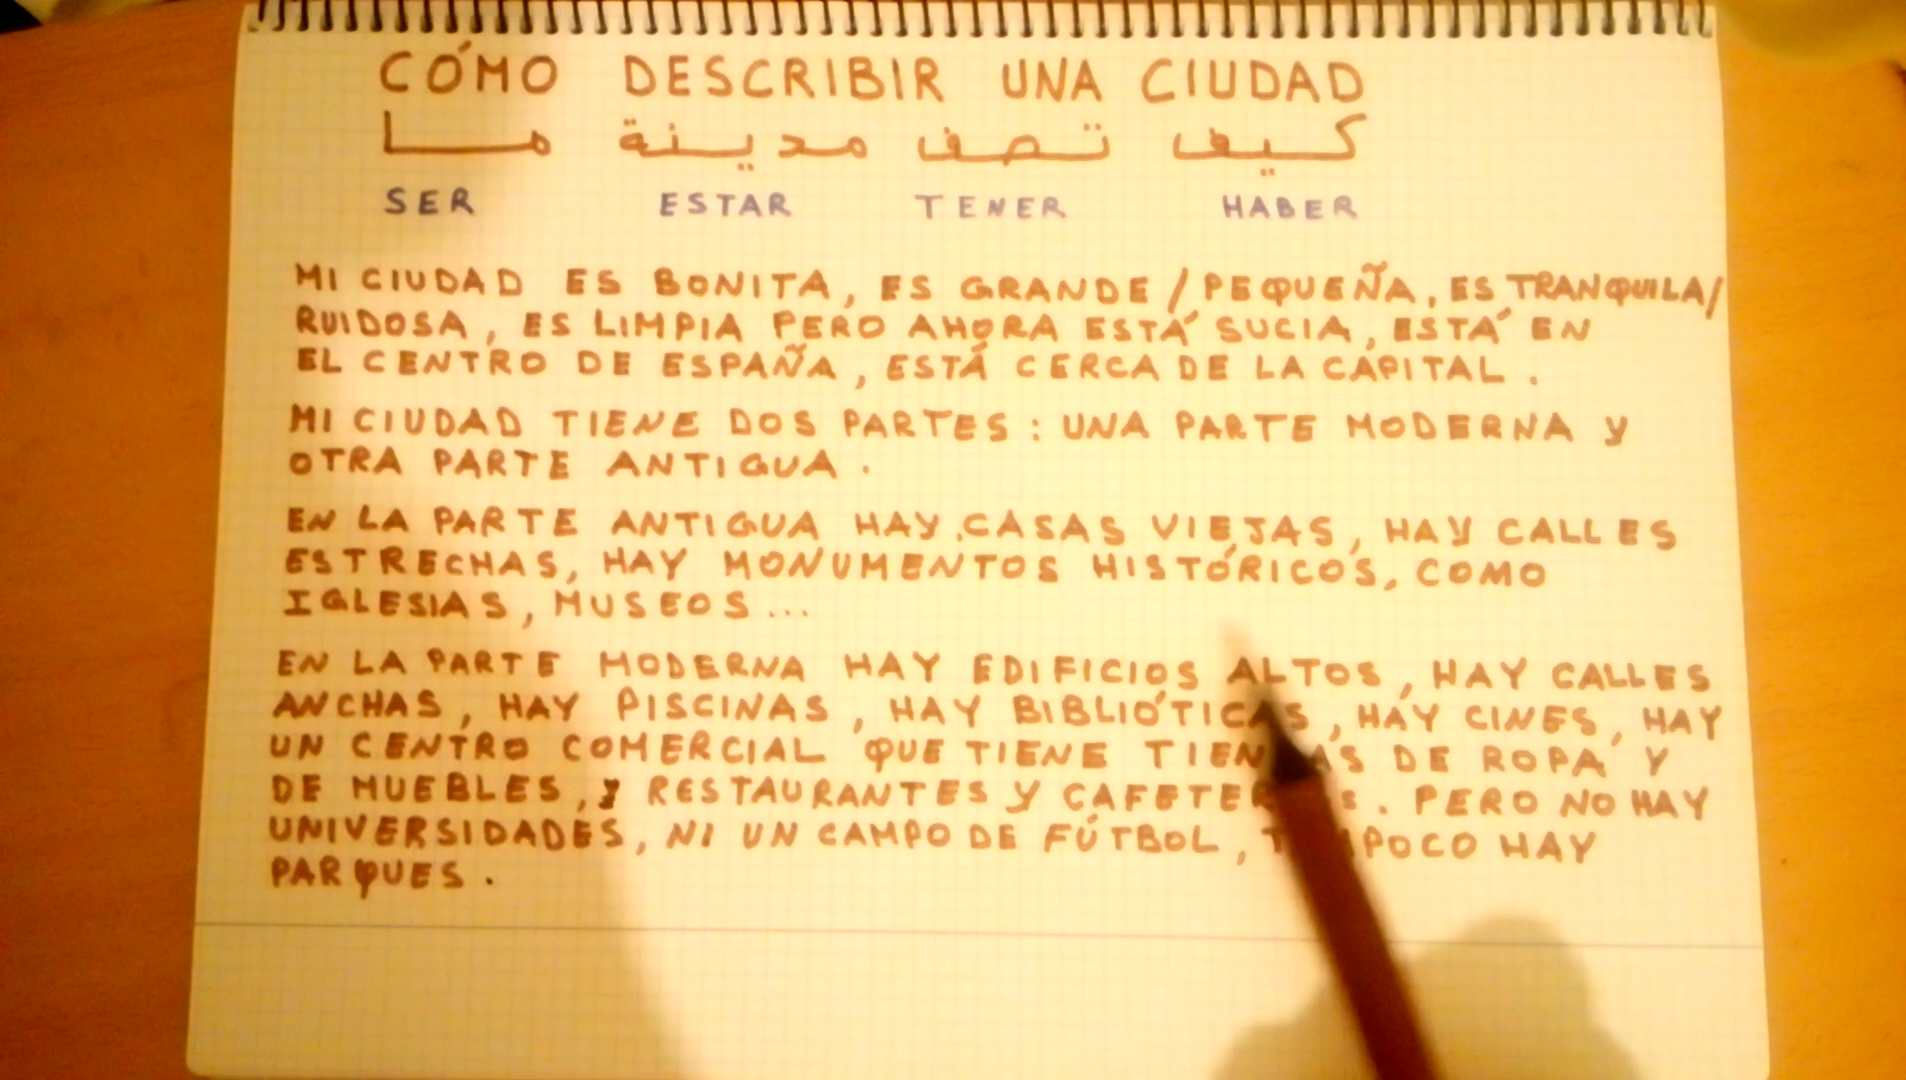 CÓMO DESCRIBIR UNA CIUDAD
كيف تصف مدينة ما
SER ESTAR TENER HABER
MI CIUDAD ES BONITA, ES GRANDE / PEQUEÑA, ES TRANQUILA/
RUIDOSA, ES LIMPIA PERO AHORA ESTÁ SUCIA, ESTÁ EN
EL CENTRO DE ESPAÑA, ESTÁ CERCA DE LA CAPITAL.
MI CIUDAD TIENE DOS PARTES: UNA PARTE MODERNA Y
OTRA PARTE ANTIGUA.
EN LA PARTE ANTIGUA HAY CASAS VIEJAS, HAY CALLES
ESTRECHAS, HAY MONUMENTOS HISTÓRICOS, COMO
IGLESIAS, MUSEOS...
EN LA PARTE MODERNA HAY EDIFICIOS ALTOS, HAY CALLES
ANCHAS, HAY PISCINAS, HAY BIBLIÓTICAS, HAY CINES, HAY
UN CENTRO COMERCIAL QUE TIENE TIENDAS DE ROPA Y
DE MUEBLES, Y RESTAURANTES Y . PERO NO HAY
UNIVERSIDADES, NI UN CAMPO DE FÚTBOL, TAMPOCO HAY
PARQUES.